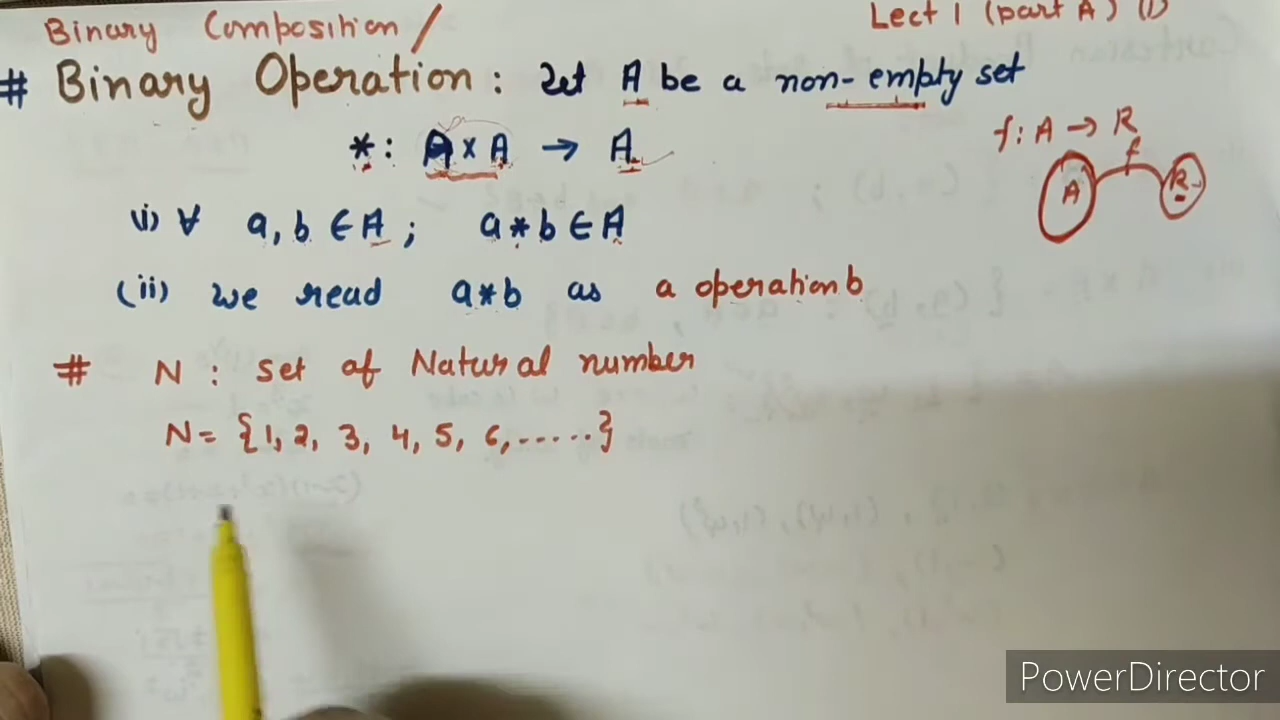 Binary Composition /
Lect 1 (part A) (1)
# Binary Operation : Let A be a non-empty set
* : A × A → A
f : A → R
f
A
R
(i) ∀ a, b ∈ A ; a * b ∈ A
(ii) we read a * b as a operation b
# N : set of Natural number
N = {1, 2, 3, 4, 5, 6, .....}
PowerDirector